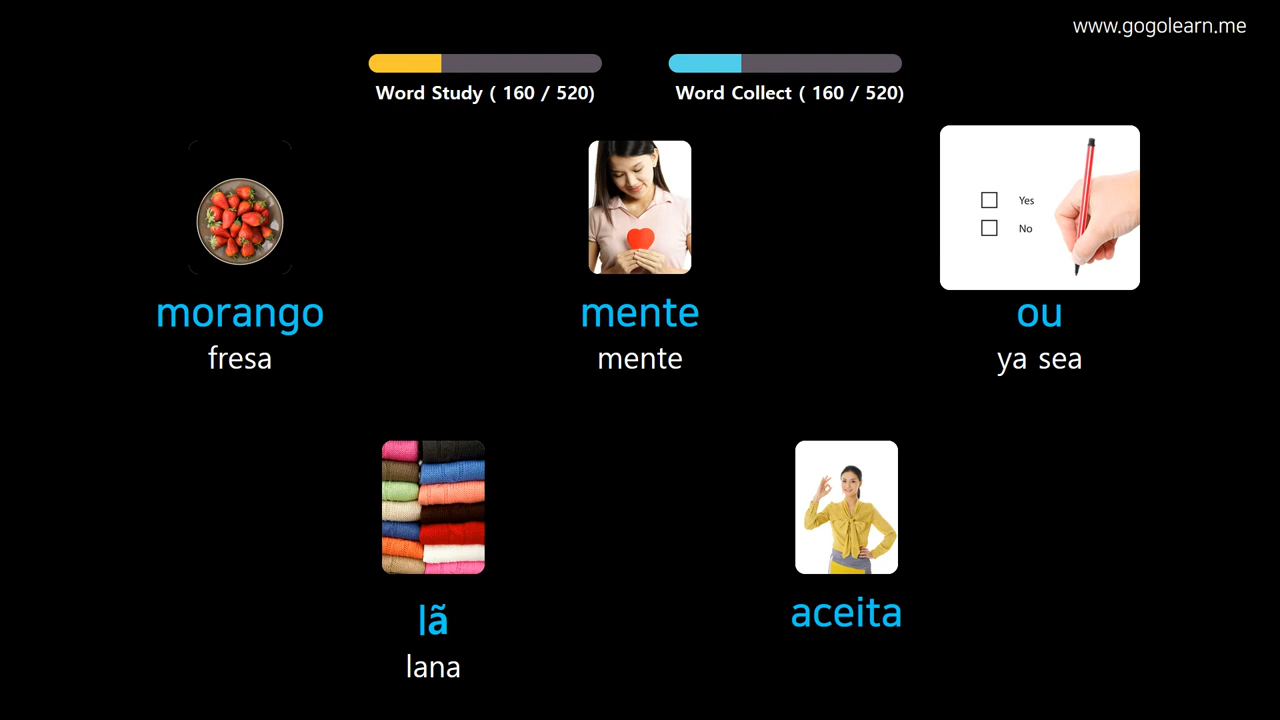 www.gogolearn.me
Word Study ( 160 / 520)
Word Collect ( 160 / 520)
Yes
No
morango
mente
ou
fresa
mente
ya sea
lã
aceita
lana